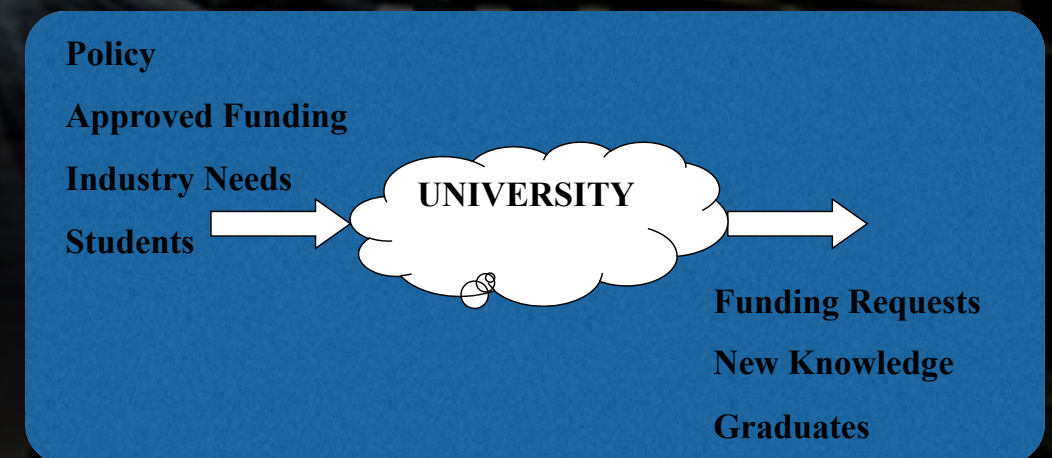 Policy
Approved Funding
Industry Needs
Students
UNIVERSITY
Funding Requests
New Knowledge
Graduates